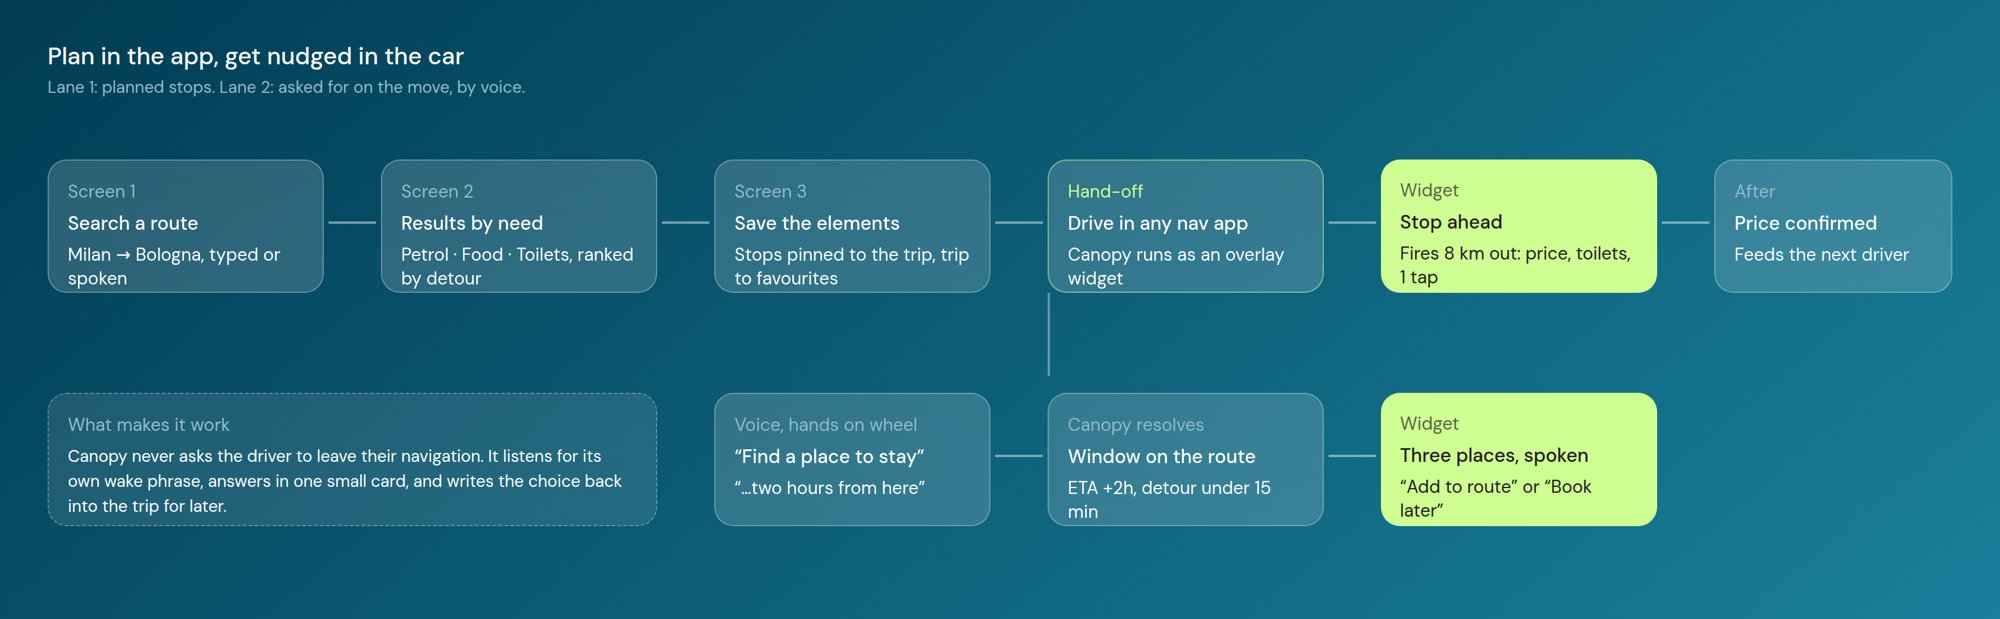 Plan in the app, get nudged in the car
Lane 1: planned stops. Lane 2: asked for on the move, by voice.
Screen 1
Search a route
Milan → Bologna, typed or
spoken
Screen 2
Results by need
Petrol · Food · Toilets, ranked
by detour
Screen 3
Save the elements
Stops pinned to the trip, trip
to favourites
Hand-off
Drive in any nav app
Canopy runs as an overlay
widget
Widget
Stop ahead
Fires 8 km out: price, toilets,
1 tap
After
Price confirmed
Feeds the next driver
What makes it work
Canopy never asks the driver to leave their navigation. It listens for its
own wake phrase, answers in one small card, and writes the choice back
into the trip for later.
Voice, hands on wheel
“Find a place to stay”
“…two hours from here”
Canopy resolves
Window on the route
ETA +2h, detour under 15
min
Widget
Three places, spoken
“Add to route” or “Book
later”